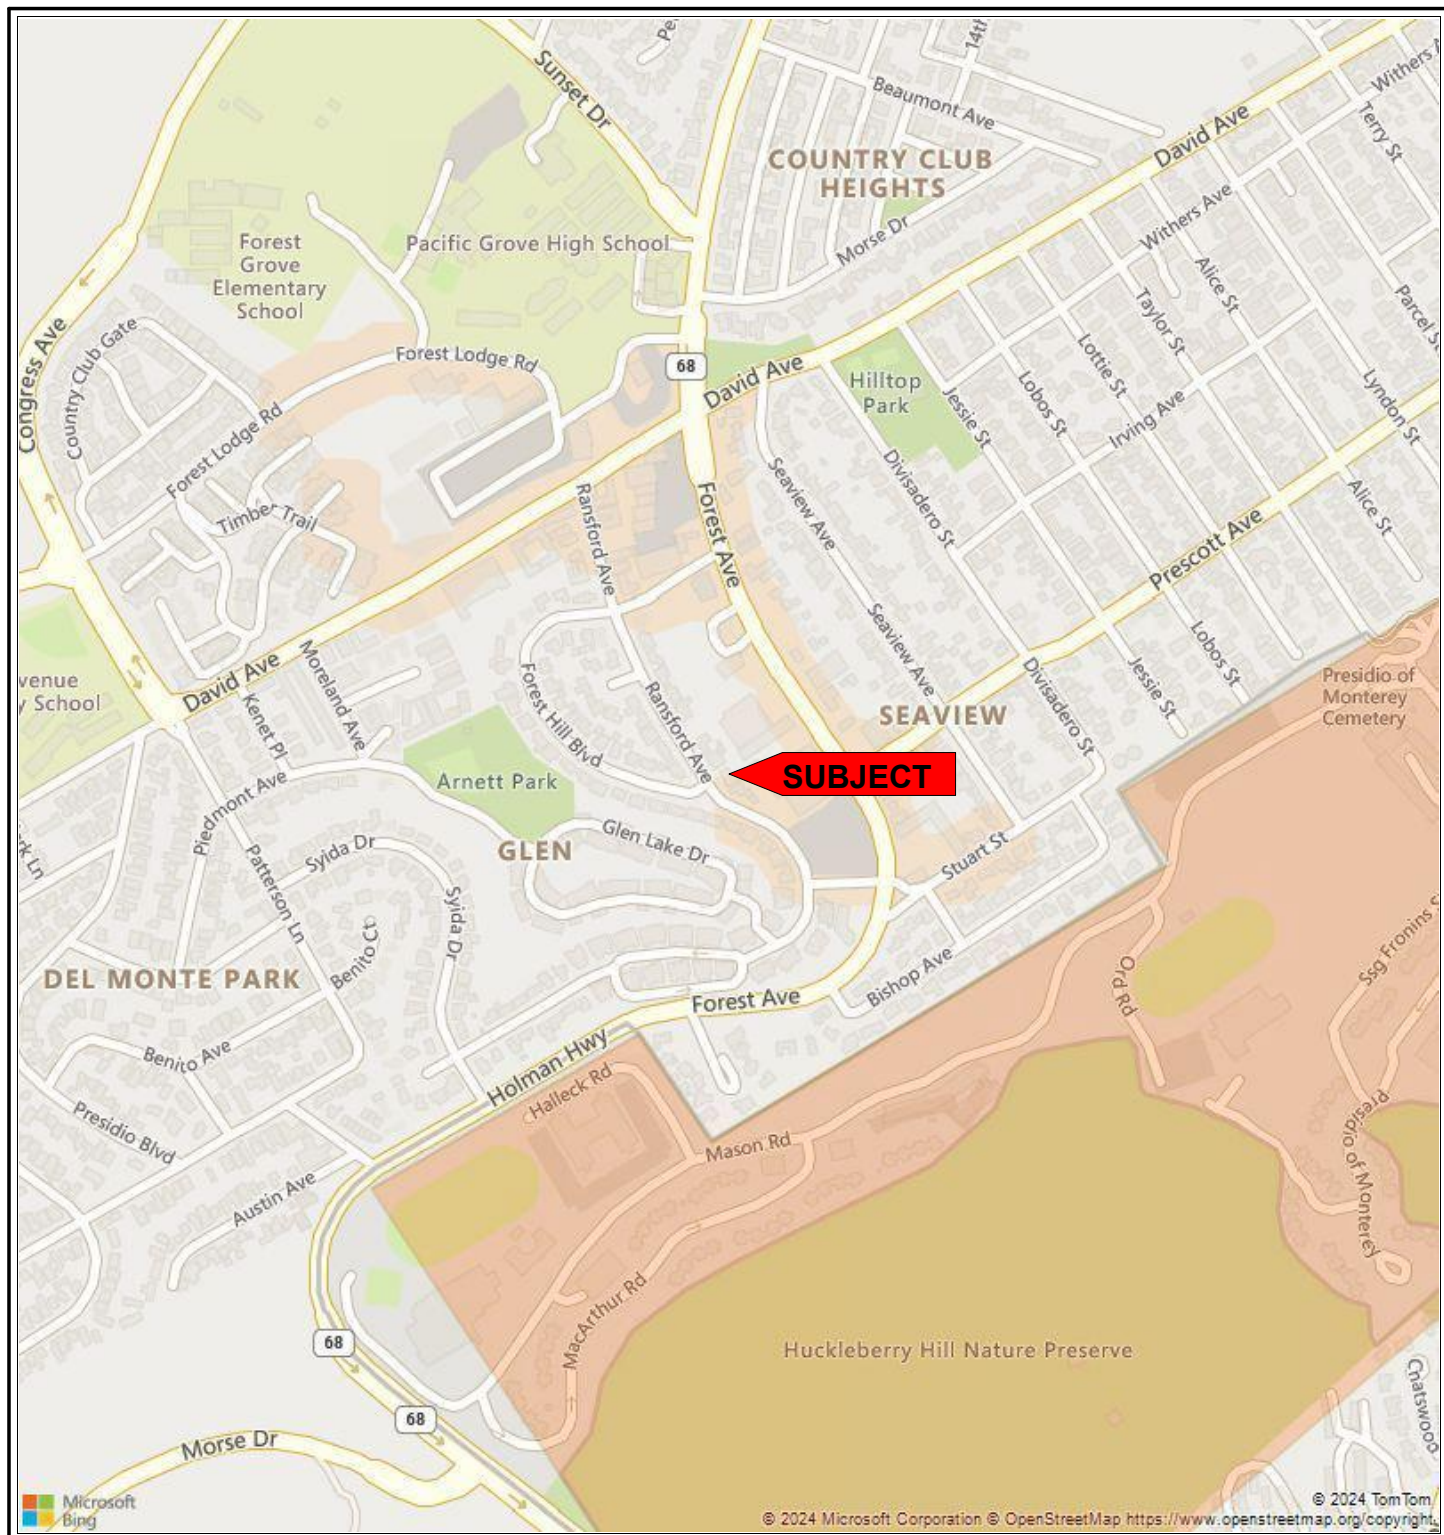 Sunset Dr
14th
Withers
Beaumont Ave
David Ave
Terry St
COUNTRY CLUB
HEIGHTS
Withers Ave
Forest
Grove
Elementary
School
Pacific Grove High School
Morse Dr
Alice St
Taylor St
Parcel St
Congress Ave
Country Club Gate
Forest Lodge Rd
68
David Ave
Hilltop
Park
Lottie St
Lobos St
Jessie St
Irving Ave
Lyndon St
Forest Lodge Rd
Timber Trail
Ransford Ave
Forest Ave
Seaview Ave
Divisadero St
Alice St
Prescott Ave
David Ave
Moreland Ave
Kenet Pl
Forest Hill Blvd
Ransford Ave
Seaview Ave
Divisadero St
Jessie St
Lobos St
venue
y School
SEAVIEW
Presidio of
Monterey
Cemetery
SUBJECT
Arnett Park
Piedmont Ave
Glen Lake Dr
GLEN
Syida Dr
Stuart St
Patterson Ln
Syida Dr
rk Ln
Benito Ct
DEL MONTE PARK
Bishop Ave
Ord Rd
Ssg Fronins S
Forest Ave
Benito Ave
Holman Hwy
Halleck Rd
Presidio Blvd
Mason Rd
Presidio of Monterey
Austin Ave
MacArthur Rd
68
Huckleberry Hill Nature Preserve
Chatswood
68
Morse Dr
Microsoft
Bing
© 2024 TomTom
© 2024 Microsoft Corporation © OpenStreetMap https://www.openstreetmap.org/copyright